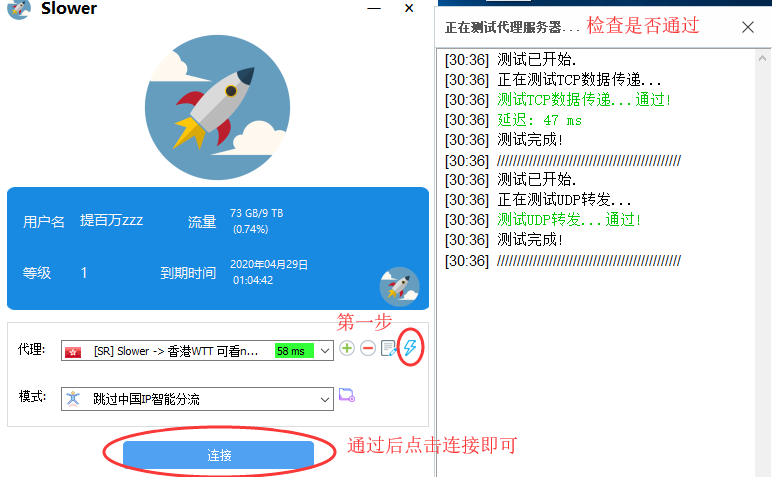 Slower
用户名 提百万zzz 流量 73 GB/9 TB
(0.74%)
等级 1 到期时间 2020年04月29日
01:04:42
第一步
代理: [SR] Slower -> 香港WTT 可看n... 58 ms
模式: 跳过中国IP智能分流
连接
通过后点击连接即可
正在测试代理服务器... 检查是否通过
[30:36] 测试已开始.
[30:36] 正在测试TCP数据传递...
[30:36] 测试TCP数据传递...通过!
[30:36] 延迟: 47 ms
[30:36] 测试完成!
[30:36] //////////////////////////////////////////////
[30:36] 测试已开始.
[30:36] 正在测试UDP转发...
[30:36] 测试UDP转发...通过!
[30:36] 测试完成!
[30:36] //////////////////////////////////////////////